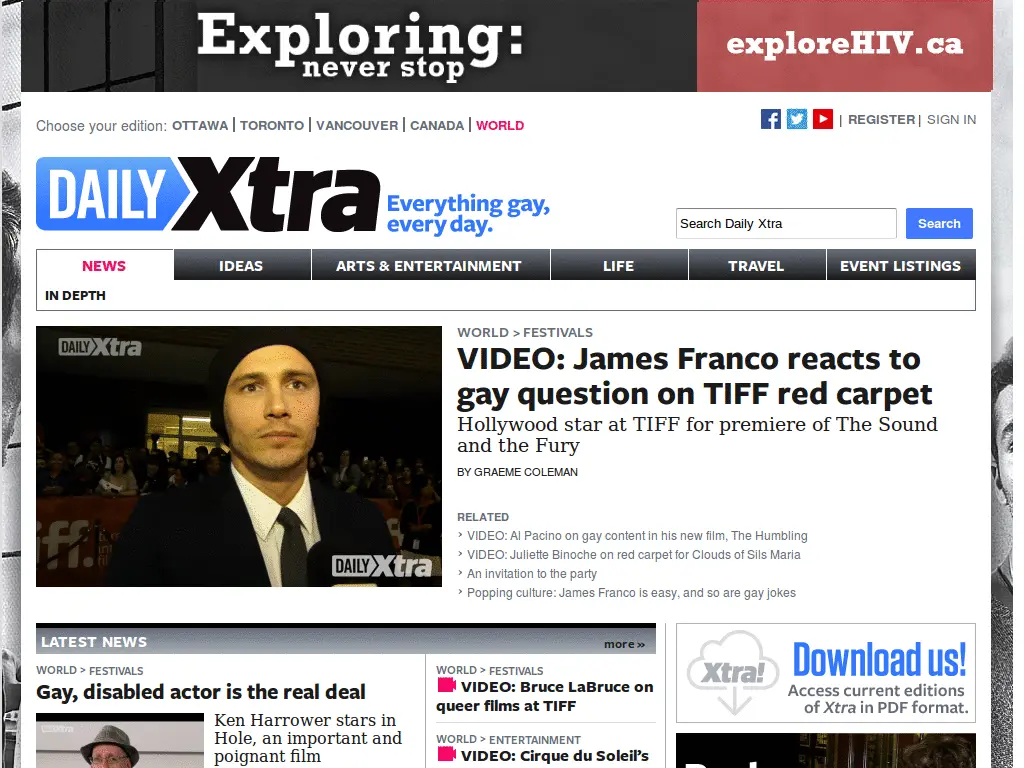 Exploring:
never stop
exploreHIV.ca
Choose your edition: OTTAWA | TORONTO | VANCOUVER | CANADA | WORLD
| REGISTER | SIGN IN
DAILY Xtra
Everything gay,
every day.
Search Daily Xtra
Search
NEWS
IDEAS
ARTS & ENTERTAINMENT
LIFE
TRAVEL
EVENT LISTINGS
IN DEPTH
DAILY Xtra
tiff.
DAILY Xtra
WORLD > FESTIVALS
VIDEO: James Franco reacts to
gay question on TIFF red carpet
Hollywood star at TIFF for premiere of The Sound
and the Fury
BY GRAEME COLEMAN
RELATED
› VIDEO: Al Pacino on gay content in his new film, The Humbling
› VIDEO: Juliette Binoche on red carpet for Clouds of Sils Maria
› An invitation to the party
› Popping culture: James Franco is easy, and so are gay jokes
LATEST NEWS
more »
WORLD > FESTIVALS
Gay, disabled actor is the real deal
Ken Harrower stars in
Hole, an important and
poignant film
WORLD > FESTIVALS
VIDEO: Bruce LaBruce on
queer films at TIFF
WORLD > ENTERTAINMENT
VIDEO: Cirque du Soleil's
Xtra!
Download us!
Access current editions
of Xtra in PDF format.